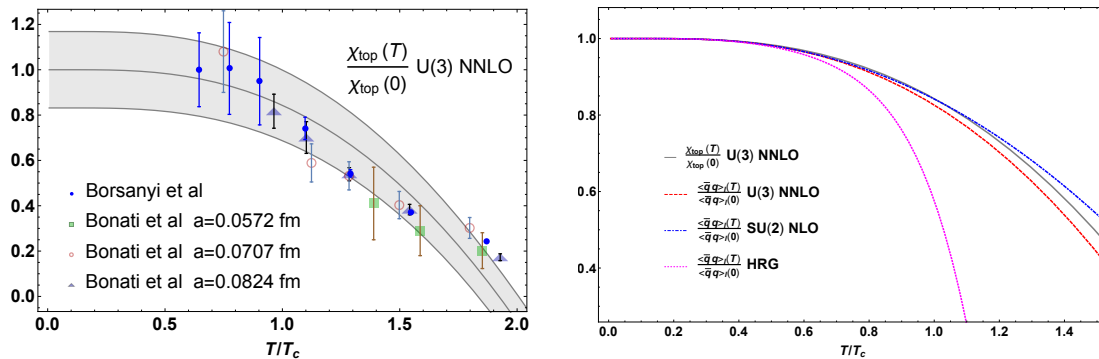 1.2
1.0
0.8
0.6
0.4
0.2
0.0
χtop(T)
χtop(0)
U(3) NNLO
Borsanyi et al
Bonati et al a=0.0572 fm
Bonati et al a=0.0707 fm
Bonati et al a=0.0824 fm
0.0 0.5 1.0 1.5 2.0
T/Tc
1.0
0.8
0.6
0.4
χtop(T)
χtop(0)
U(3) NNLO
<q̄ q>l(T)
<q̄ q>l(0)
U(3) NNLO
<q̄ q>l(T)
<q̄ q>l(0)
SU(2) NLO
<q̄ q>l(T)
<q̄ q>l(0)
HRG
0.0 0.2 0.4 0.6 0.8 1.0 1.2 1.4
T/Tc